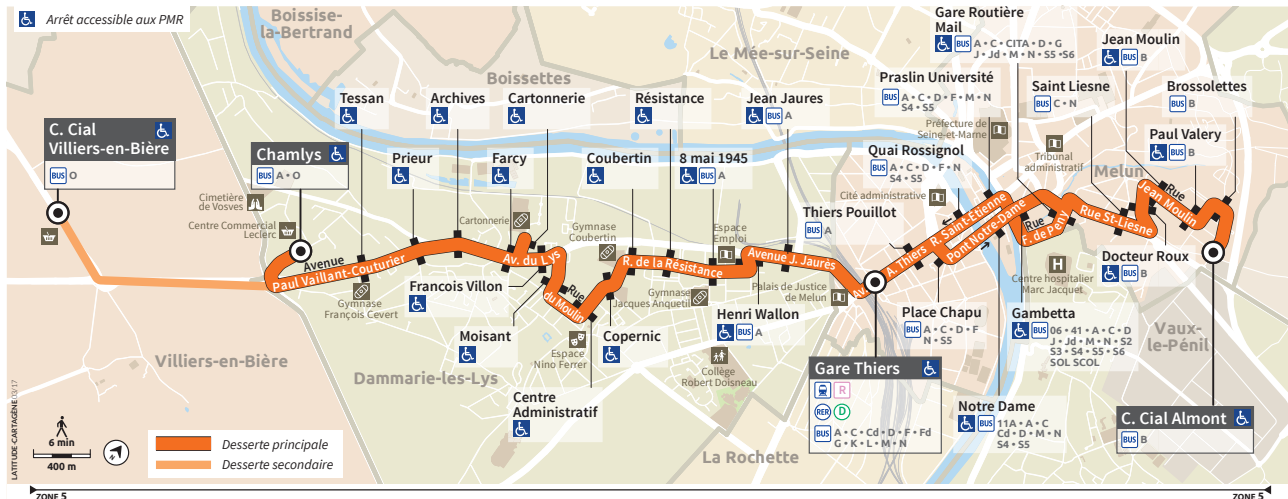 Arrêt accessible aux PMR
Boissise-
la-Bertrand
Boissettes
Le Mée-sur-Seine
Gare Routière
Mail
BUS A • C • CITA • D • G
J • Jd • M • N • S5 • S6
Jean Moulin
BUS B
Praslin Université
BUS A • C • D • F • M • N
S4 • S5
Saint Liesne
BUS C • N
Brossolettes
BUS B
Tessan
Archives
Cartonnerie
Résistance
Jean Jaures
BUS A
Préfecture de
Seine-et-Marne
Paul Valery
BUS B
C. Cial
Villiers-en-Bière
BUS O
Chamlys
BUS A • O
Prieur
Farcy
Coubertin
8 mai 1945
BUS A
Quai Rossignol
BUS A • C • D • F • N
S4 • S5
Tribunal
administratif
Melun
Cimetière
de Vosves
Centre Commercial
Leclerc
Cartonnerie
Gymnase
Coubertin
Espace
Emploi
Cité administrative
Thiers Pouillot
BUS A
Avenue
Paul Vaillant-Couturier
Av. du Lys
Rue
du Moulin
R. de la Résistance
Avenue J. Jaurès
Av.
A. Thiers
R. Saint-Étienne
Pont Notre-Dame
Rue
F. de Peny
Rue St-Liesne
Rue
Jean Moulin
Gymnase
François Cevert
Francois Villon
Gymnase
Jacques Anquetil
Palais de Justice
de Melun
Centre hospitalier
Marc Jacquet
H
Docteur Roux
BUS B
Moisant
Espace
Nino Ferrer
Copernic
Henri Wallon
BUS A
Place Chapu
BUS A • C • D • F
N • S5
Gambetta
BUS 06 • 41 • A • C • D
J • Jd • M • N • S2
S3 • S4 • S5 • S6
SOL SCOL
Vaux-
le-Pénil
Villiers-en-Bière
Dammarie-les-Lys
Collège
Robert Doisneau
Centre
Administratif
Gare Thiers
R
RER D
BUS A • C • Cd • D • F • Fd
G • K • L • M • N
Notre Dame
BUS 11A • A • C
Cd • D • M • N
S4 • S5
C. Cial Almont
BUS B
La Rochette
LATITUDE-CARTAGÈNE 03/17
6 min
400 m
Desserte principale
Desserte secondaire
ZONE 5
ZONE 5